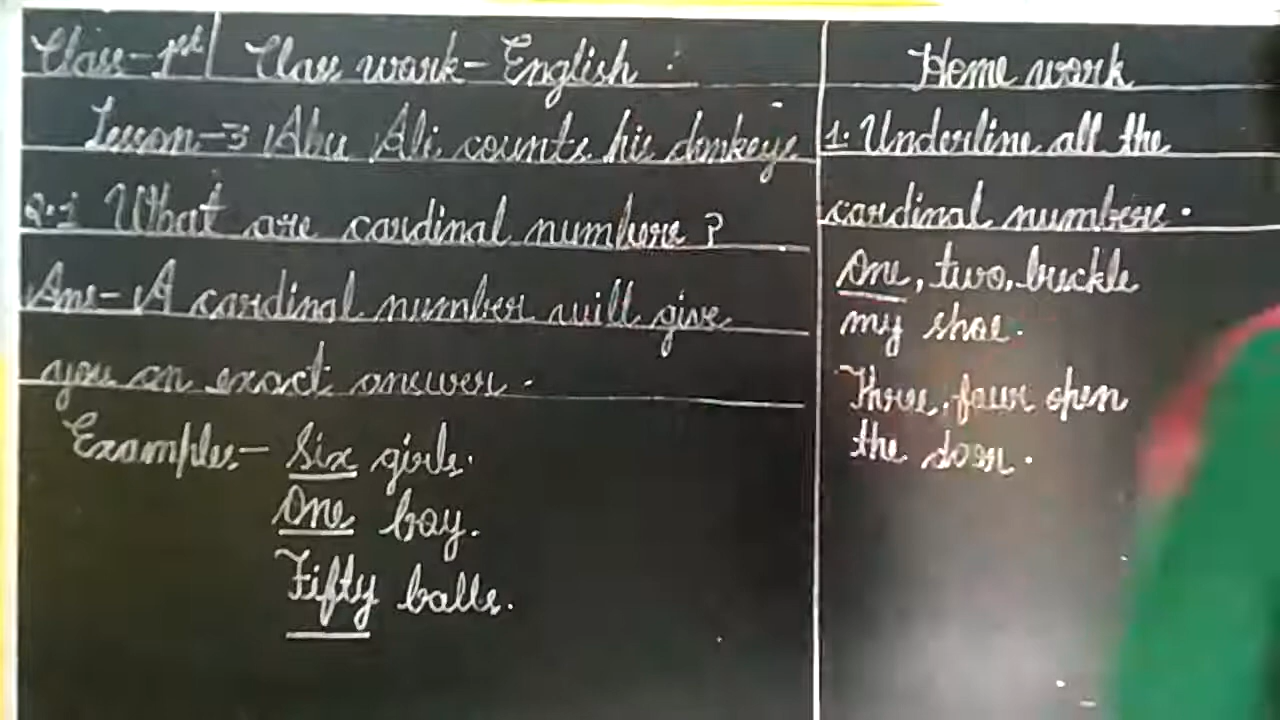 Class-1st Class work- English
Lesson-3 Abu Ali counts his donkeys
Q.1 What are cardinal numbers?
Ans- A cardinal number will give
you an exact answer.
Examples- Six girls.
One boy.
Fifty balls.
Home work
1. Underline all the
cardinal numbers.
One, two, buckle
my shoe.
Three, four open
the door.